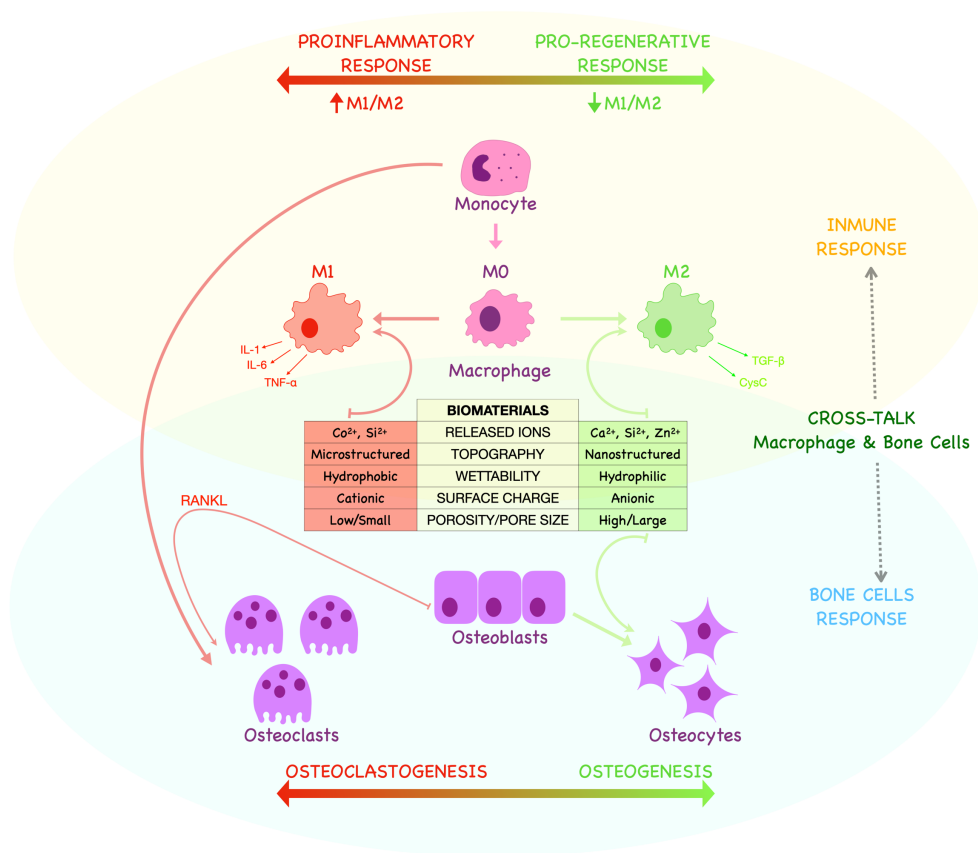 PROINFLAMMATORY
RESPONSE
PRO-REGENERATIVE
RESPONSE
M1/M2
M1/M2
Monocyte
INMUNE
RESPONSE
M1
M0
M2
IL-1
IL-6
TNF-α
TGF-β
CysC
Macrophage
BIOMATERIALS
Co²⁺, Si²⁺ RELEASED IONS Ca²⁺, Si²⁺, Zn²⁺
Microstructured TOPOGRAPHY Nanostructured
Hydrophobic WETTABILITY Hydrophilic
Cationic SURFACE CHARGE Anionic
Low/Small POROSITY/PORE SIZE High/Large
CROSS-TALK
Macrophage & Bone Cells
RANKL
Osteoblasts
BONE CELLS
RESPONSE
Osteoclasts
Osteocytes
OSTEOCLASTOGENESIS
OSTEOGENESIS